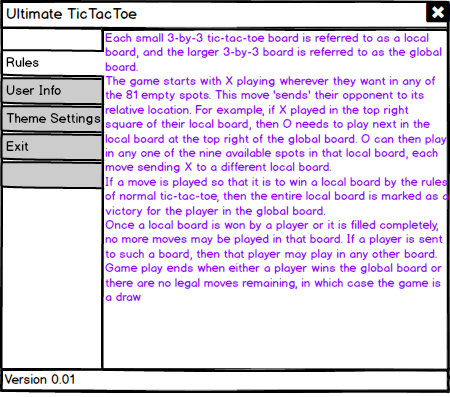 Ultimate TicTacToe
Rules
User Info
Theme Settings
Exit
Each small 3-by-3 tic-tac-toe board is referred to as a local
board, and the larger 3-by-3 board is referred to as the global
board.
The game starts with X playing wherever they want in any of
the 81 empty spots. This move 'sends' their opponent to its
relative location. For example, if X played in the top right
square of their local board, then O needs to play next in the
local board at the top right of the global board. O can then play
in any one of the nine available spots in that local board, each
move sending X to a different local board.
If a move is played so that it is to win a local board by the rules
of normal tic-tac-toe, then the entire local board is marked as a
victory for the player in the global board.
Once a local board is won by a player or it is filled completely,
no more moves may be played in that board. If a player is sent
to such a board, then that player may play in any other board.
Game play ends when either a player wins the global board or
there are no legal moves remaining, in which case the game is
a draw
Version 0.01